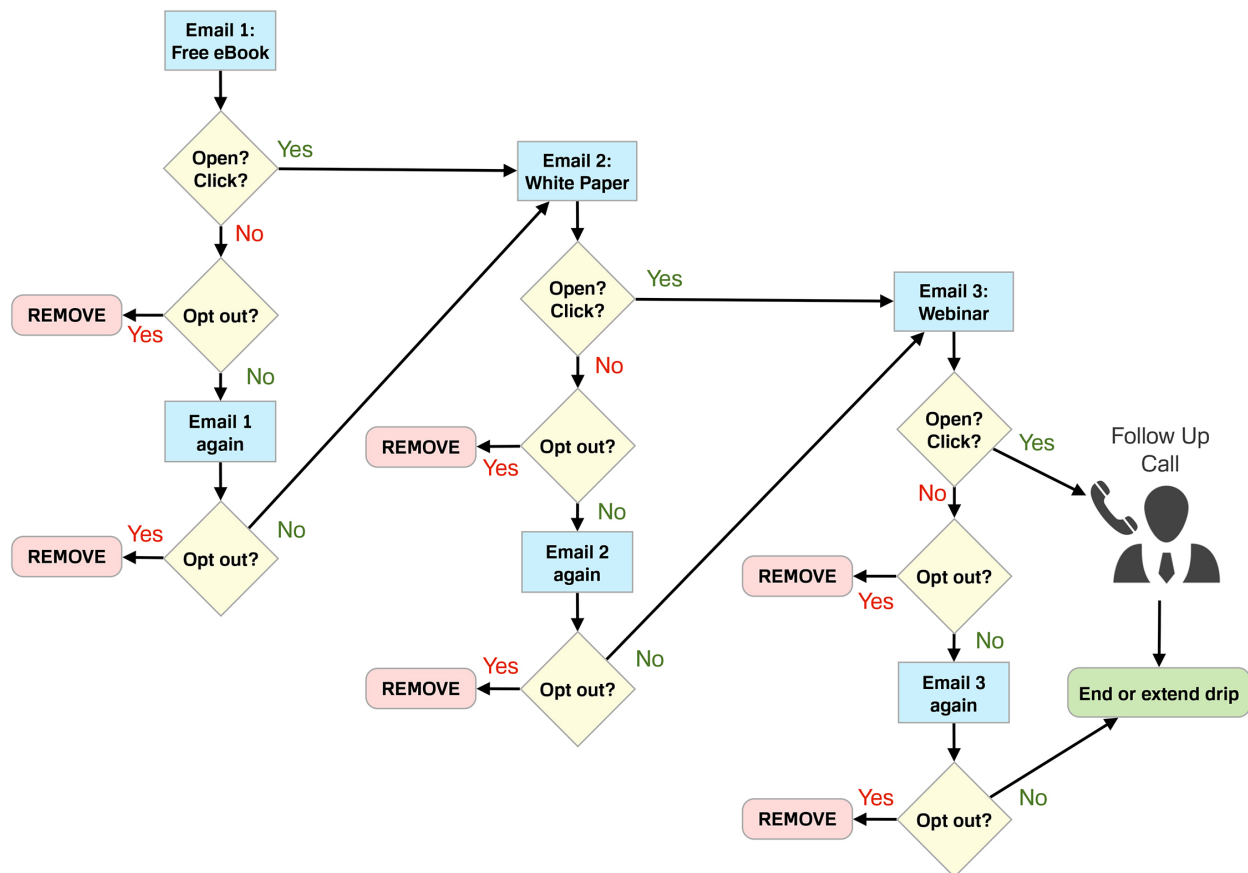 Email 1:
Free eBook
Open?
Click?
Yes
No
Opt out?
Yes
REMOVE
No
Email 1
again
Opt out?
Yes
REMOVE
No
Email 2:
White Paper
Open?
Click?
Yes
No
Opt out?
Yes
REMOVE
No
Email 2
again
Opt out?
Yes
REMOVE
No
Email 3:
Webinar
Open?
Click?
Yes
No
Opt out?
Yes
REMOVE
No
Email 3
again
Opt out?
Yes
REMOVE
No
Follow Up
Call
End or extend drip